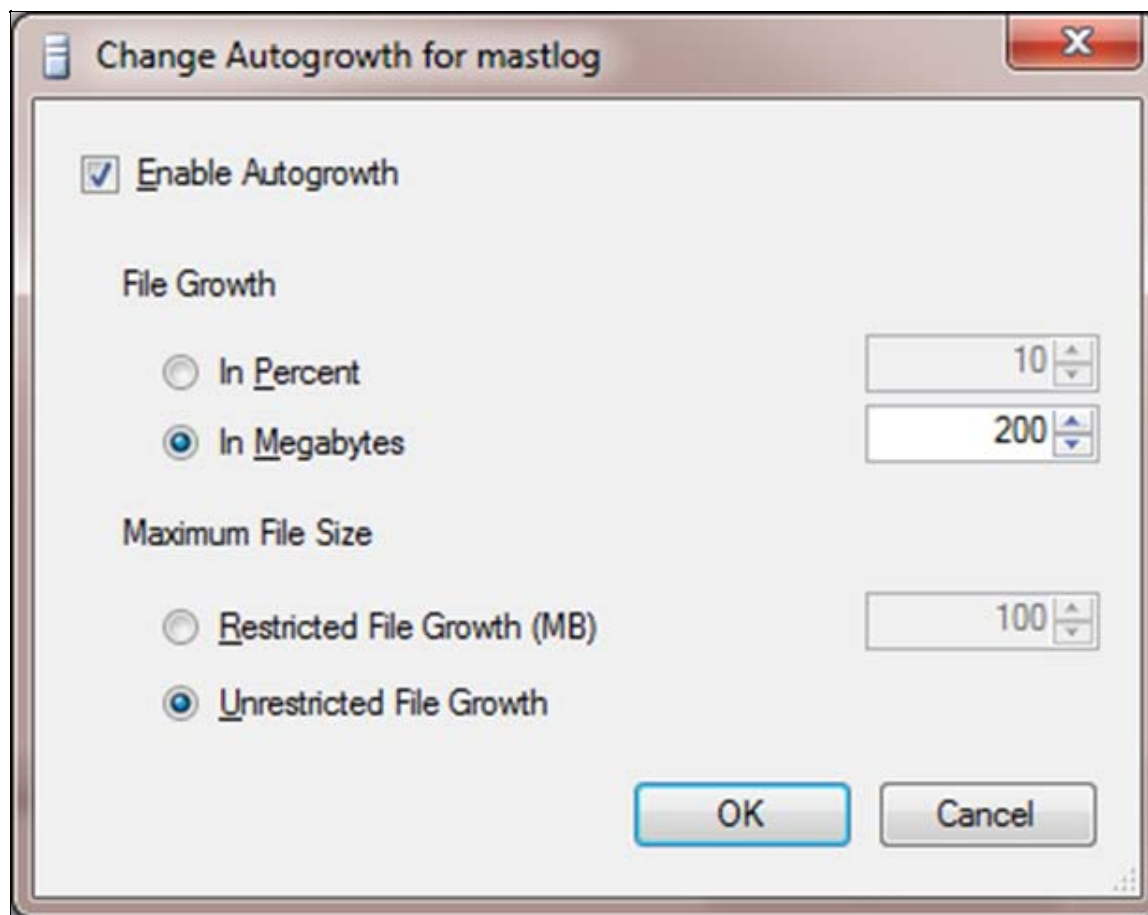 Change Autogrowth for mastlog
Enable Autogrowth
File Growth
In Percent 10
In Megabytes 200
Maximum File Size
Restricted File Growth (MB) 100
Unrestricted File Growth
OK Cancel